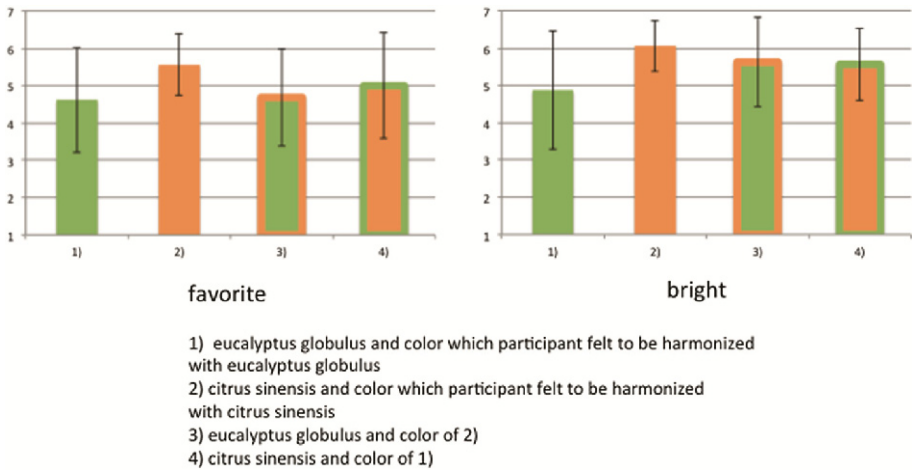 7 7
6 6
5 5
4 4
3 3
2 2
1 1
1) 2) 3) 4) 1) 2) 3) 4)
favorite bright
1) eucalyptus globulus and color which participant felt to be harmonized
with eucalyptus globulus
2) citrus sinensis and color which participant felt to be harmonized
with citrus sinensis
3) eucalyptus globulus and color of 2)
4) citrus sinensis and color of 1)